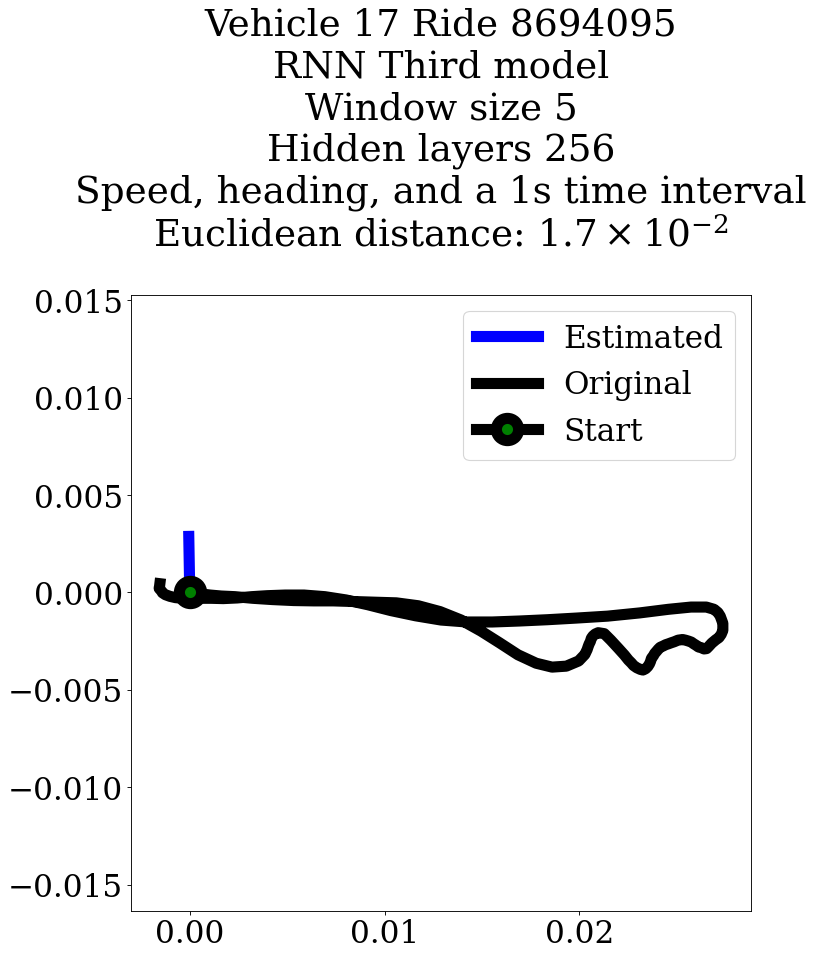 Vehicle 17 Ride 8694095
RNN Third model
Window size 5
Hidden layers 256
Speed, heading, and a 1s time interval
Euclidean distance: 1.7 × 10⁻²
0.015
Estimated
Original
Start
0.010
0.005
0.000
−0.005
−0.010
−0.015
0.00 0.01 0.02